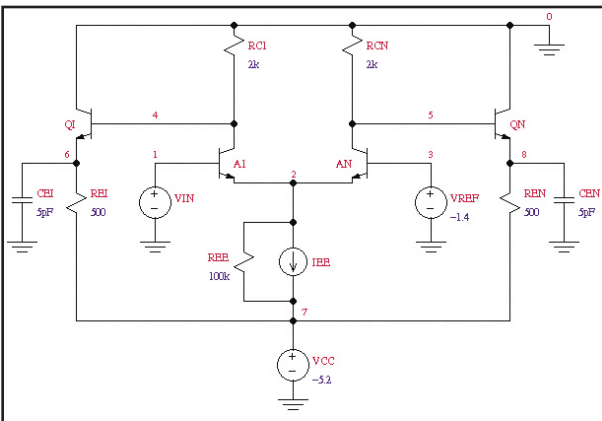 0
RCI
2k
RCN
2k
QI
4
5
QN
6
1
A1
2
AN
3
8
CEI
5pF
REI
500
VIN
VREF
-1.4
REN
500
CEN
5pF
REE
100k
IEE
7
VCC
-5.2